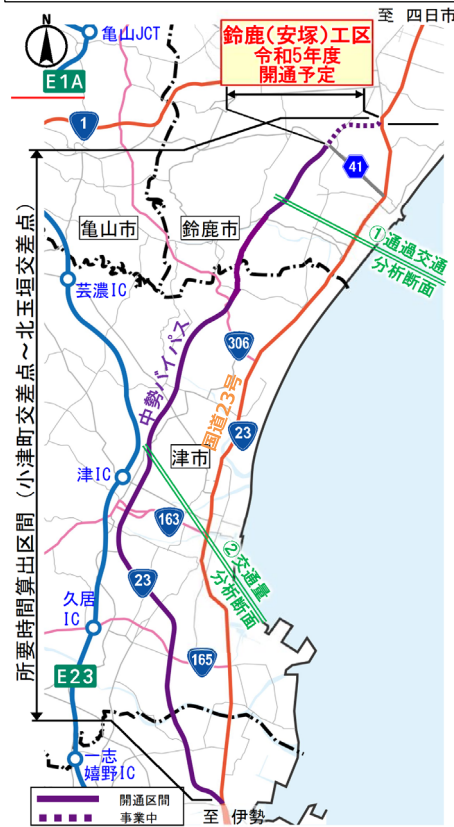 至 四日市
亀山JCT
鈴鹿(安塚)工区
令和5年度
開通予定
E1A
1
41
亀山市
鈴鹿市
①通過交通
分析断面
芸濃IC
306
中勢バイパス
国道23号
23
津市
津IC
163
②交通量
分析断面
23
久居
IC
165
E23
一志
嬉野IC
所要時間算出区間(小津町交差点~北玉垣交差点)
開通区間
事業中
至 伊勢